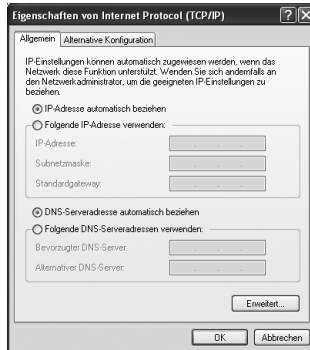 Eigenschaften von Internet Protocol (TCP/IP)
Allgemein
Alternative Konfiguration
IP-Einstellungen können automatisch zugewiesen werden, wenn das
Netzwerk diese Funktion unterstützt. Wenden Sie sich andernfalls an
den Netzwerkadministrator, um die geeigneten IP-Einstellungen zu
beziehen.
IP-Adresse automatisch beziehen
Folgende IP-Adresse verwenden:
IP-Adresse:
Subnetzmaske:
Standardgateway:
DNS-Serveradresse automatisch beziehen
Folgende DNS-Serveradressen verwenden:
Bevorzugter DNS-Server:
Alternativer DNS-Server:
Erweitert...
OK
Abbrechen